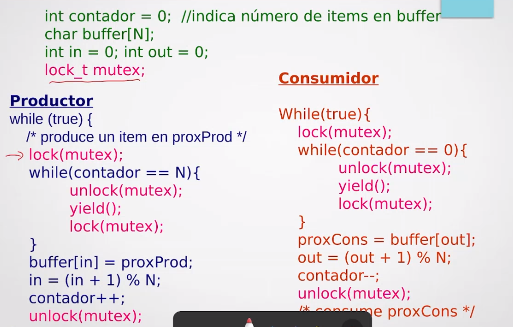 int contador = 0;  //indica número de items en buffer
char buffer[N];
int in = 0; int out = 0;
lock_t mutex;
Productor
while (true) {
/* produce un item en proxProd */
lock(mutex);
while(contador == N){
unlock(mutex);
yield();
lock(mutex);
}
buffer[in] = proxProd;
in = (in + 1) % N;
contador++;
unlock(mutex);
Consumidor
While(true){
lock(mutex);
while(contador == 0){
unlock(mutex);
yield();
lock(mutex);
}
proxCons = buffer[out];
out = (out + 1) % N;
contador--;
unlock(mutex);
/* consume proxCons */